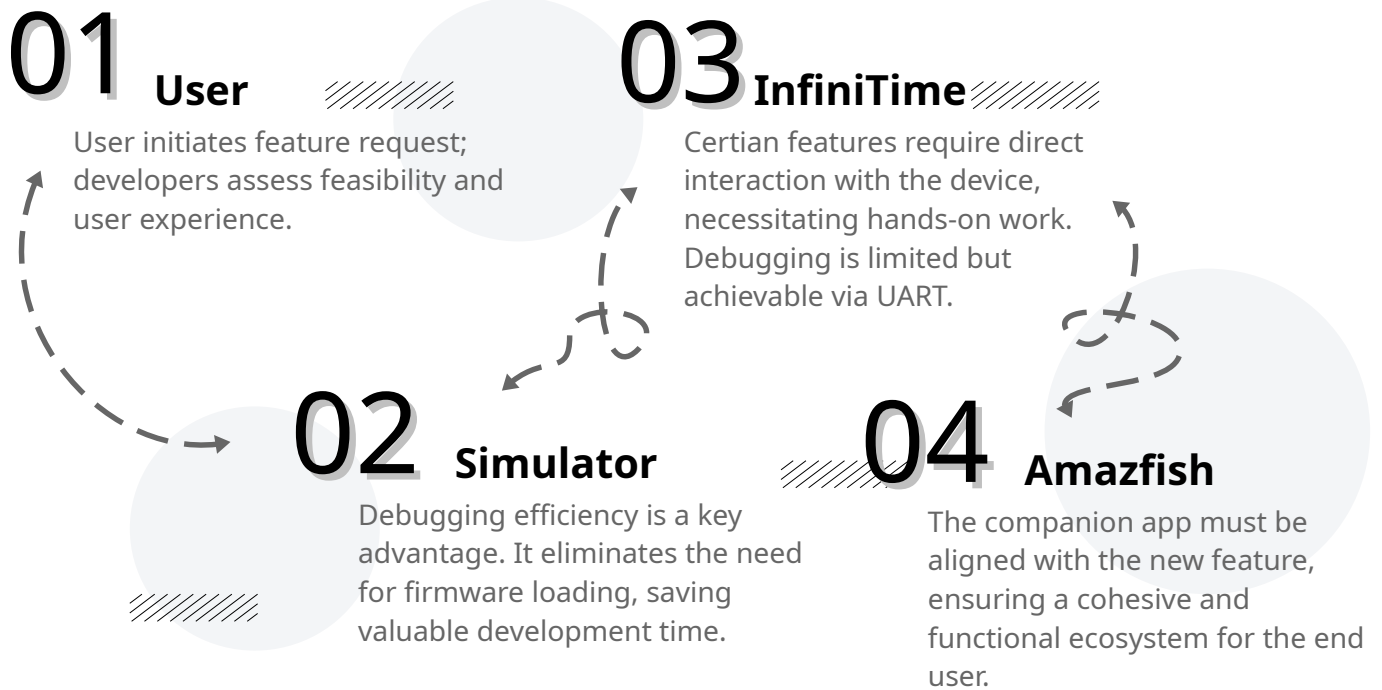 01
User
User initiates feature request;
developers assess feasibility and
user experience.
02
Simulator
Debugging efficiency is a key
advantage. It eliminates the need
for firmware loading, saving
valuable development time.
03
InfiniTime
Certian features require direct
interaction with the device,
necessitating hands-on work.
Debugging is limited but
achievable via UART.
04
Amazfish
The companion app must be
aligned with the new feature,
ensuring a cohesive and
functional ecosystem for the end
user.